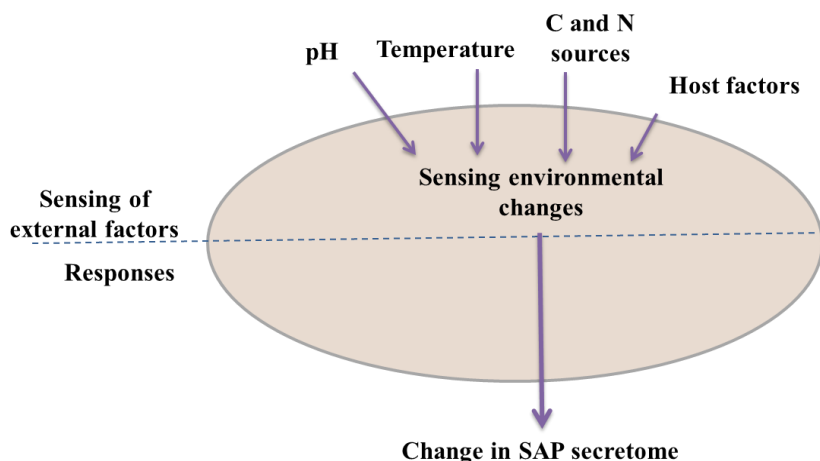 C and N
sources
pH
Temperature
Host factors
Sensing environmental
changes
Sensing of
external factors
Responses
Change in SAP secretome